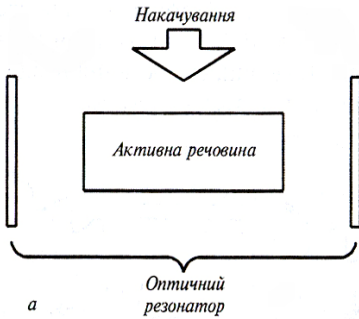 Накачування
Активна речовина
Оптичний
резонатор
а